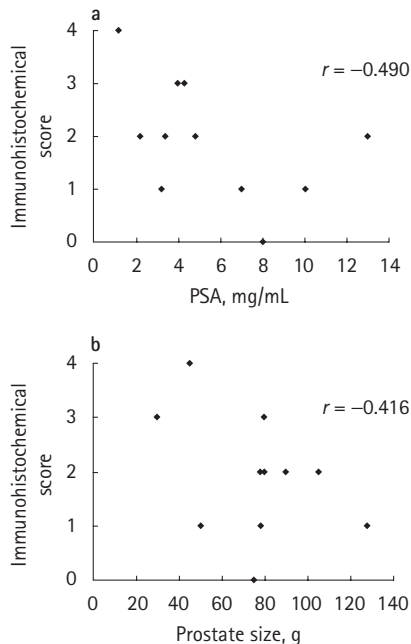 a
4
3
2
1
0
Immunohistochemical
score
r = −0.490
0 2 4 6 8 10 12 14
PSA, mg/mL
b
4
3
2
1
0
Immunohistochemical
score
r = −0.416
0 20 40 60 80 100 120 140
Prostate size, g